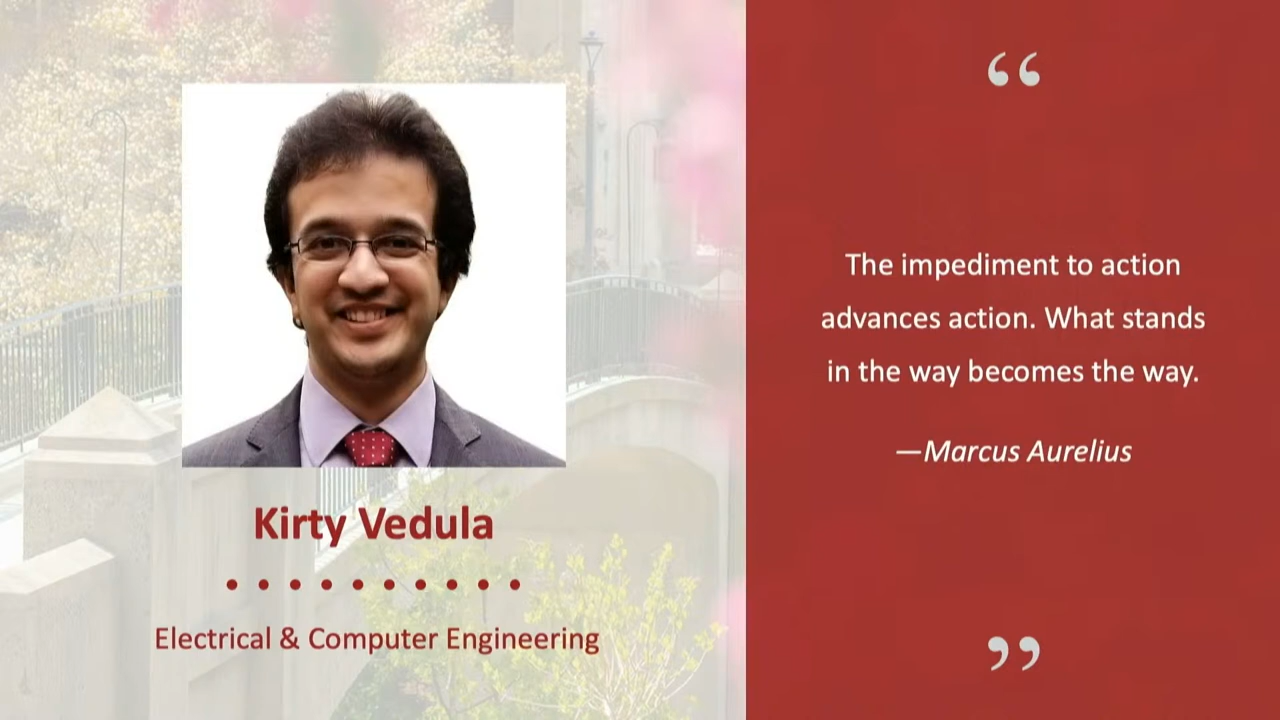 Kirty Vedula
Electrical & Computer Engineering
“
The impediment to action
advances action. What stands
in the way becomes the way.
—Marcus Aurelius
”